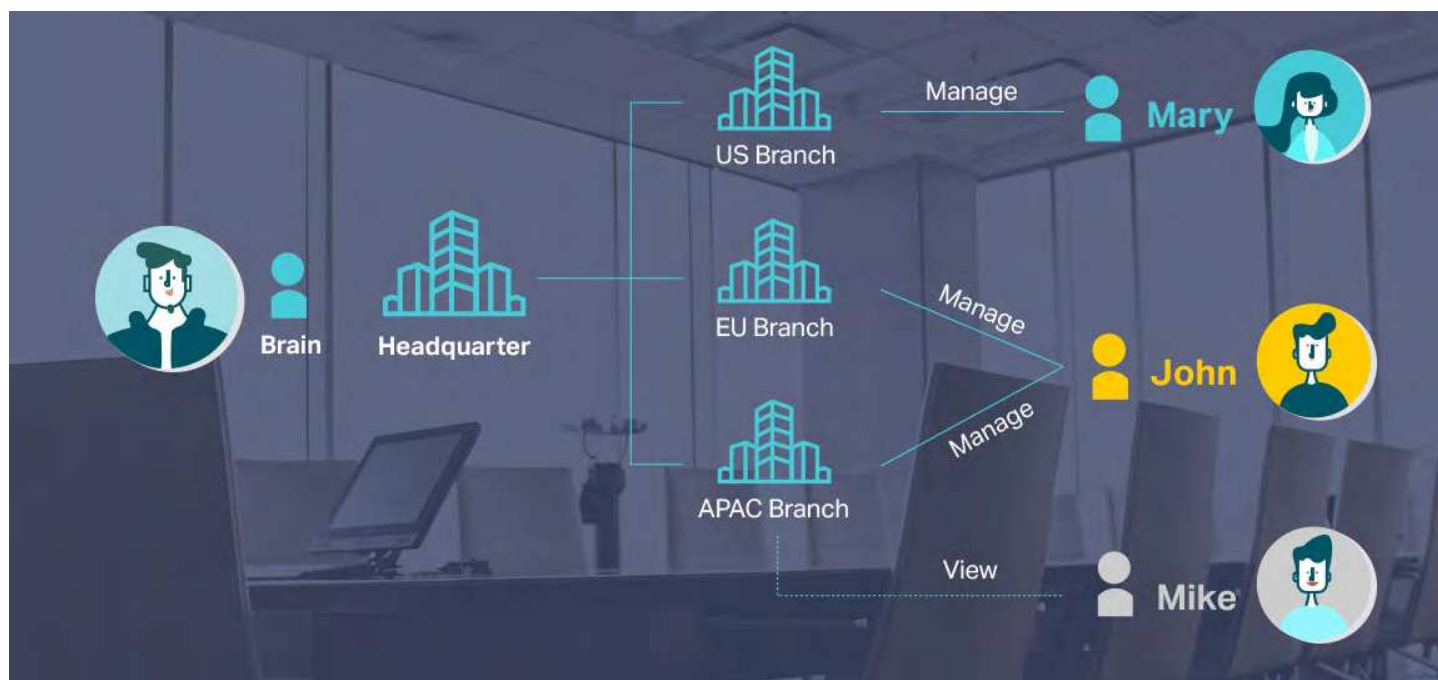 Manage
Mary
US Branch
Brain
Headquarter
EU Branch
Manage
John
Manage
APAC Branch
View
Mike